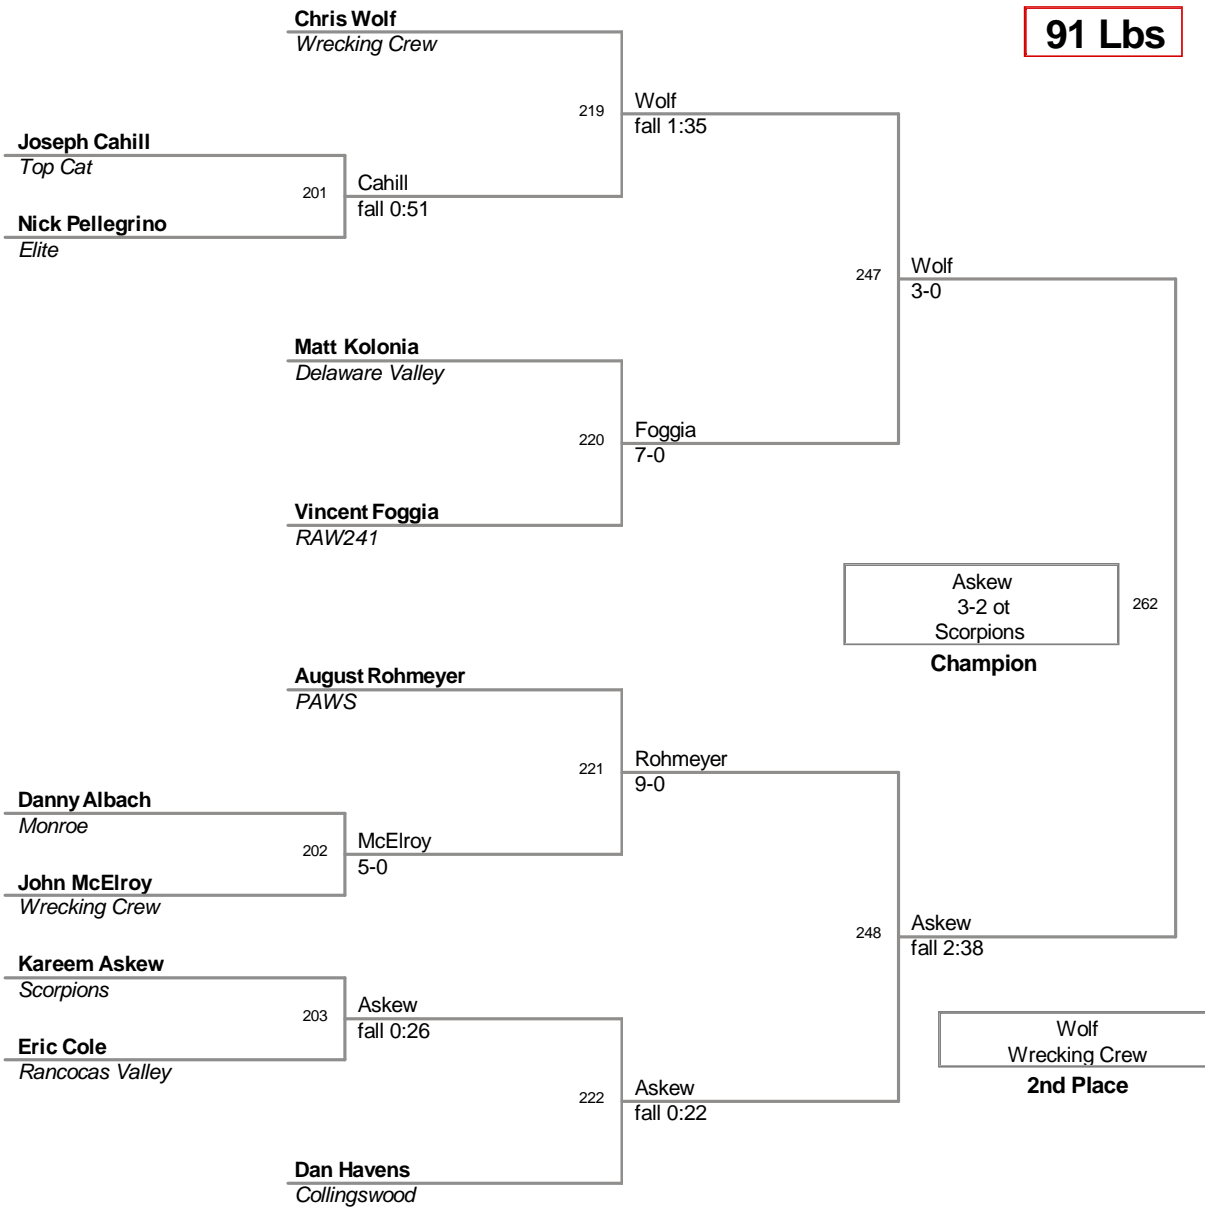 Chris Wolf
Wrecking Crew
91 Lbs
219
Wolf
fall 1:35
Joseph Cahill
Top Cat
201
Cahill
fall 0:51
Nick Pellegrino
Elite
247
Wolf
3-0
Matt Kolonia
Delaware Valley
220
Foggia
7-0
Vincent Foggia
RAW241
Askew
3-2 ot
Scorpions
262
Champion
August Rohmeyer
PAWS
221
Rohmeyer
9-0
Danny Albach
Monroe
202
McElroy
5-0
John McElroy
Wrecking Crew
248
Askew
fall 2:38
Kareem Askew
Scorpions
203
Askew
fall 0:26
Eric Cole
Rancocas Valley
Wolf
Wrecking Crew
2nd Place
222
Askew
fall 0:22
Dan Havens
Collingswood